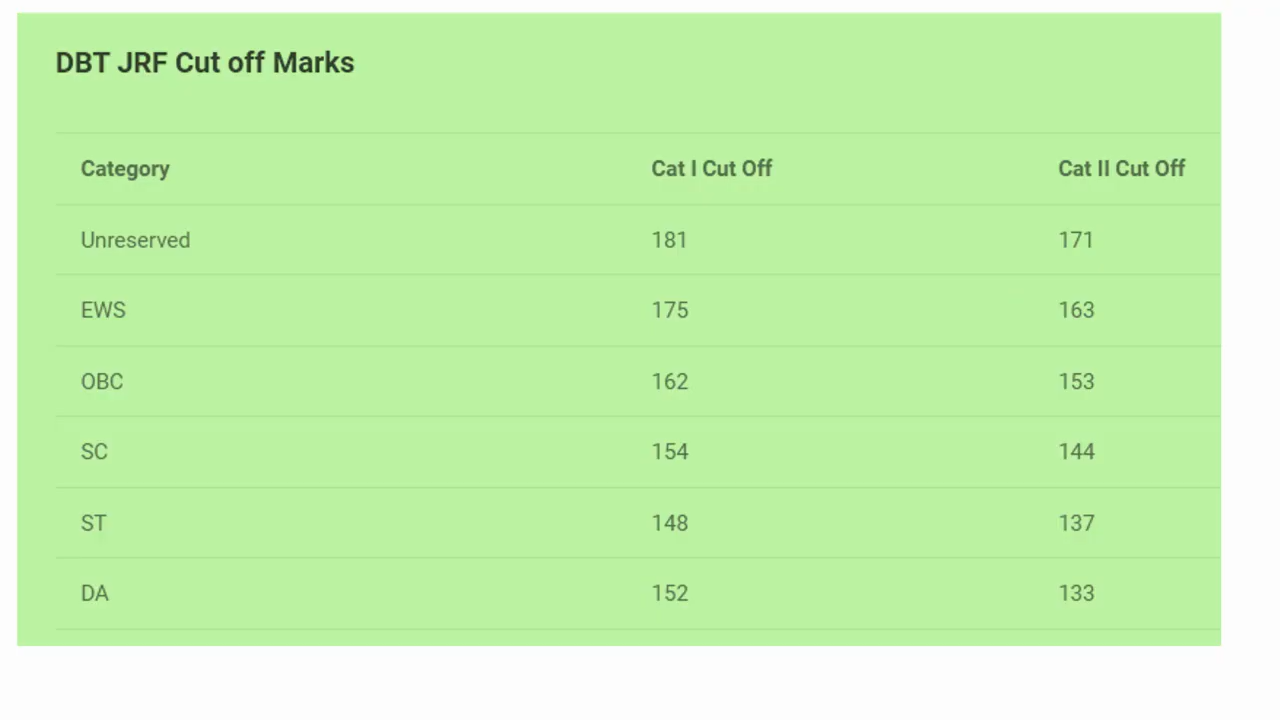 DBT JRF Cut off Marks
Category Cat I Cut Off Cat II Cut Off
Unreserved 181 171
EWS 175 163
OBC 162 153
SC 154 144
ST 148 137
DA 152 133